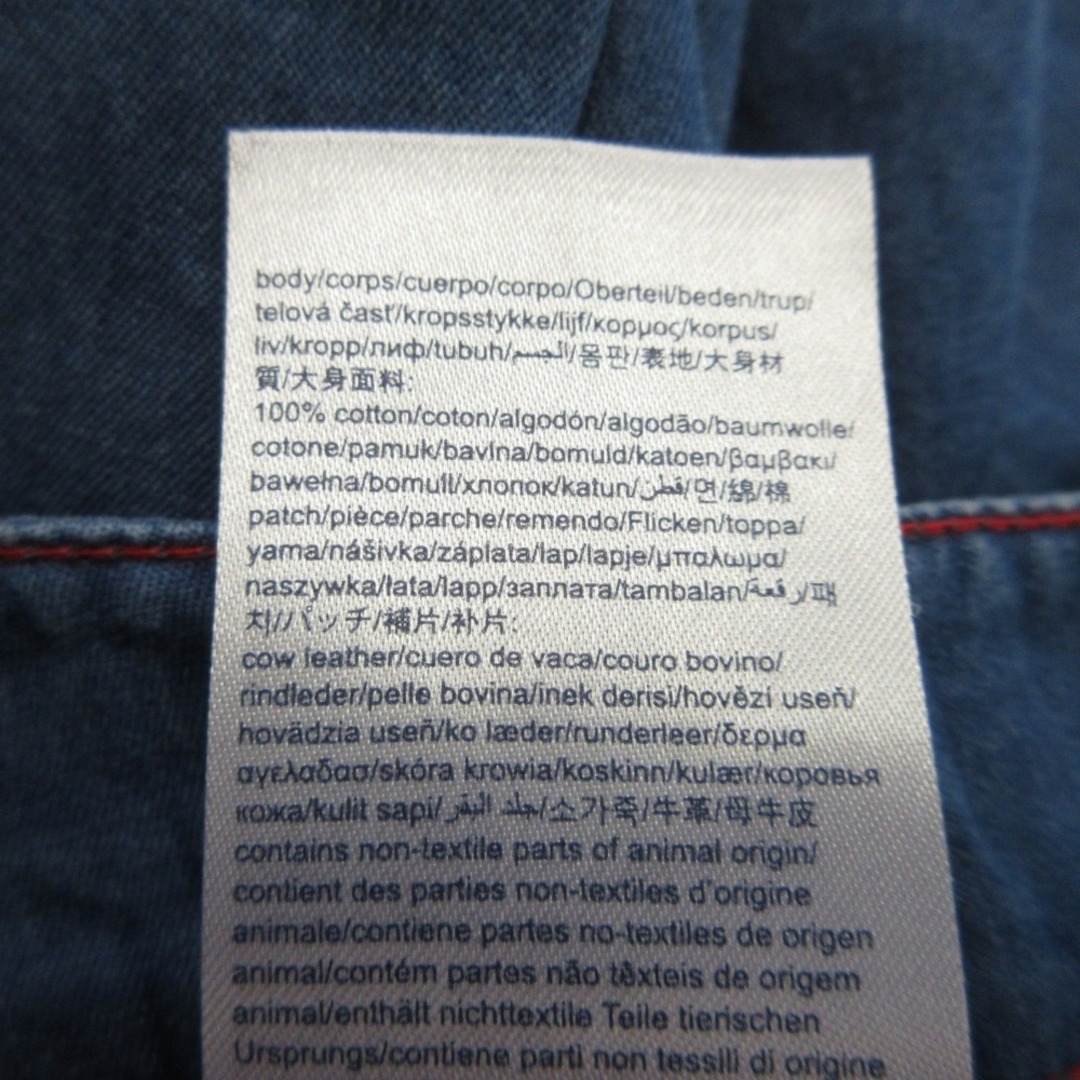 body/corps/cuerpo/corpo/Oberteil/beden/trup/
telová časť/kropsstykke/lijf/κορμος/korpus/
liv/kropp/лиф/tubuh/الجسم/몸판/表地/大身材
質/大身面料:
100% cotton/coton/algodón/algodão/baumwolle/
cotone/pamuk/bavlna/bomuld/katoen/βαμβακι/
bawełna/bomull/хлопок/katun/قطن/면/綿/棉
patch/pièce/parche/remendo/Flicken/toppa/
yama/nášivka/záplata/lap/lapje/μπαλωμα/
naszywka/łata/lapp/заплата/tambalan/رقعة/패
치/パッチ/補片/补片:
cow leather/cuero de vaca/couro bovino/
rindleder/pelle bovina/inek derisi/hovězi useň/
hovädzia useň/ko læder/runderleer/δερμα
αγελαδασ/skóra krowia/koskinn/kulær/коровья
кожа/kulit sapi/جلد البقر/소가죽/牛革/母牛皮
contains non-textile parts of animal origin/
contient des parties non-textiles d'origine
animale/contiene partes no-textiles de origen
animal/contém partes não têxteis de origem
animal/enthält nichttextile Teile tierischen
Ursprungs/contiene parti non tessili di origine